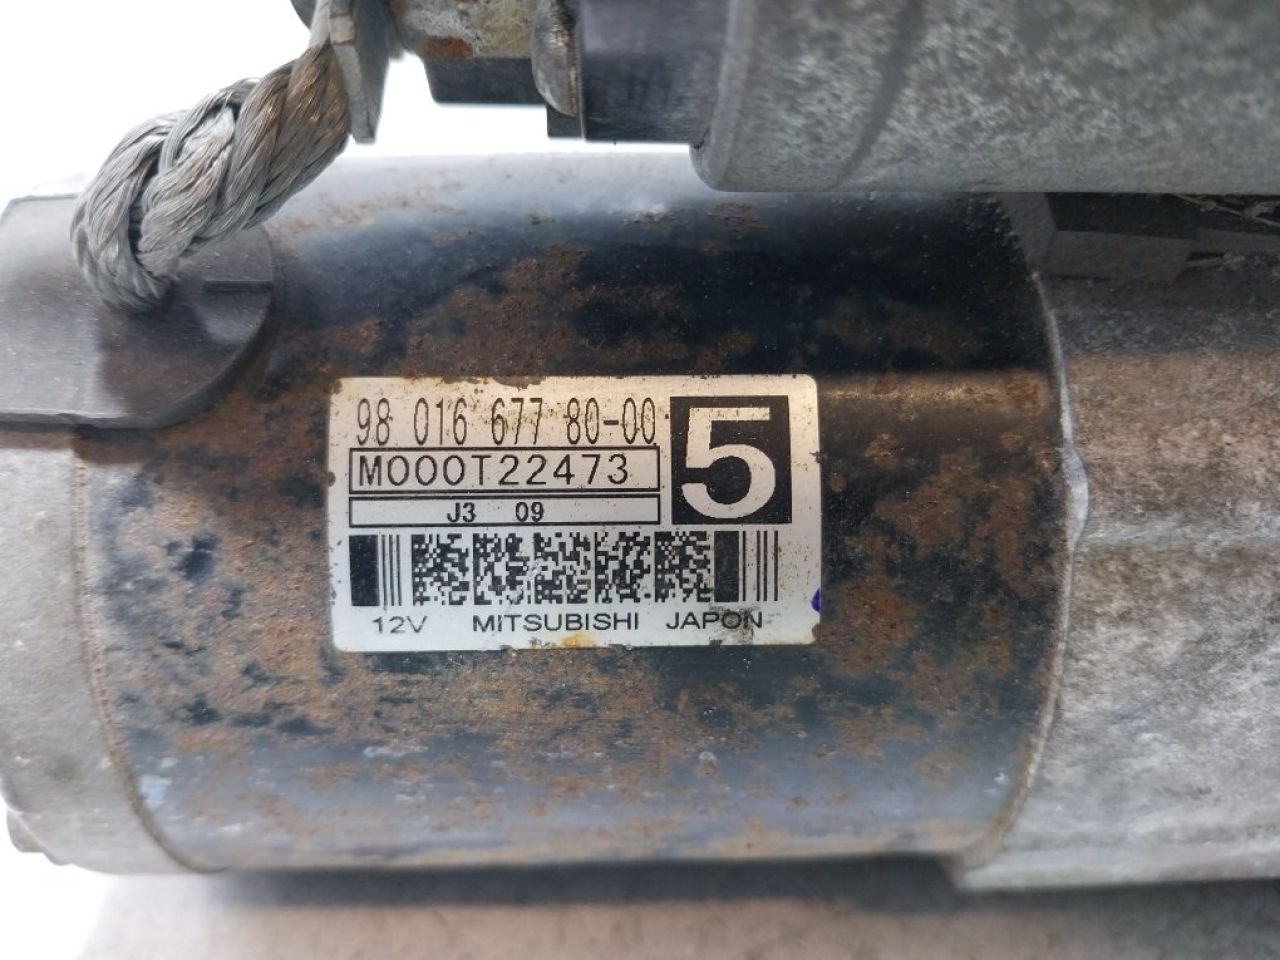 98 016 677 80-00
5
M000T22473
J3 09
12V MITSUBISHI JAPON